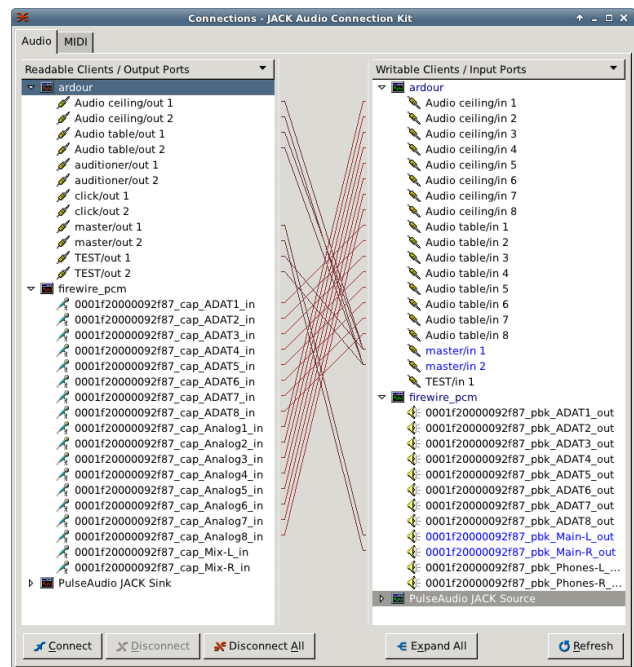 Connections - JACK Audio Connection Kit
Audio
MIDI
Readable Clients / Output Ports
ardour
Audio ceiling/out 1
Audio ceiling/out 2
Audio table/out 1
Audio table/out 2
auditioner/out 1
auditioner/out 2
click/out 1
click/out 2
master/out 1
master/out 2
TEST/out 1
TEST/out 2
firewire_pcm
0001f20000092f87_cap_ADAT1_in
0001f20000092f87_cap_ADAT2_in
0001f20000092f87_cap_ADAT3_in
0001f20000092f87_cap_ADAT4_in
0001f20000092f87_cap_ADAT5_in
0001f20000092f87_cap_ADAT6_in
0001f20000092f87_cap_ADAT7_in
0001f20000092f87_cap_ADAT8_in
0001f20000092f87_cap_Analog1_in
0001f20000092f87_cap_Analog2_in
0001f20000092f87_cap_Analog3_in
0001f20000092f87_cap_Analog4_in
0001f20000092f87_cap_Analog5_in
0001f20000092f87_cap_Analog6_in
0001f20000092f87_cap_Analog7_in
0001f20000092f87_cap_Analog8_in
0001f20000092f87_cap_Mix-L_in
0001f20000092f87_cap_Mix-R_in
PulseAudio JACK Sink
Writable Clients / Input Ports
ardour
Audio ceiling/in 1
Audio ceiling/in 2
Audio ceiling/in 3
Audio ceiling/in 4
Audio ceiling/in 5
Audio ceiling/in 6
Audio ceiling/in 7
Audio ceiling/in 8
Audio table/in 1
Audio table/in 2
Audio table/in 3
Audio table/in 4
Audio table/in 5
Audio table/in 6
Audio table/in 7
Audio table/in 8
master/in 1
master/in 2
TEST/in 1
firewire_pcm
0001f20000092f87_pbk_ADAT1_out
0001f20000092f87_pbk_ADAT2_out
0001f20000092f87_pbk_ADAT3_out
0001f20000092f87_pbk_ADAT4_out
0001f20000092f87_pbk_ADAT5_out
0001f20000092f87_pbk_ADAT6_out
0001f20000092f87_pbk_ADAT7_out
0001f20000092f87_pbk_ADAT8_out
0001f20000092f87_pbk_Main-L_out
0001f20000092f87_pbk_Main-R_out
0001f20000092f87_pbk_Phones-L_...
0001f20000092f87_pbk_Phones-R_...
PulseAudio JACK Source
Connect
Disconnect
Disconnect All
Expand All
Refresh